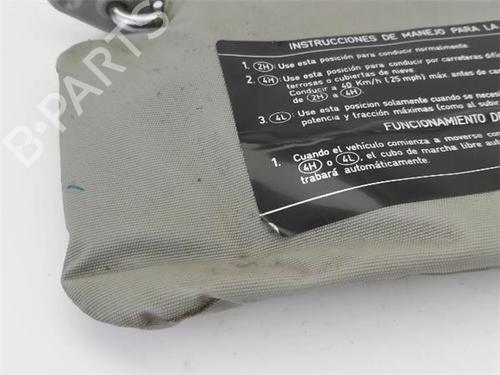 INSTRUCCIONES DE MANEJO PARA LA
1. 2H: Use esta posición para conducir normalmente.
2. 4H: Use esta posición para conducir por carreteras
terrosas o cubiertas de nieve.
Conducir a 40 Km/h (25 mph) máx. antes de
de 2H a 4H.
3. 4L: Use esta posicion solamente cuando se
potencia y tracción máximas (como al
FUNCIONAMIENTO
1. Cuando el vehículo comienza a moverse
4H o 4L, el cubo de marcha libre
trabará automáticamente.
B-PARTS